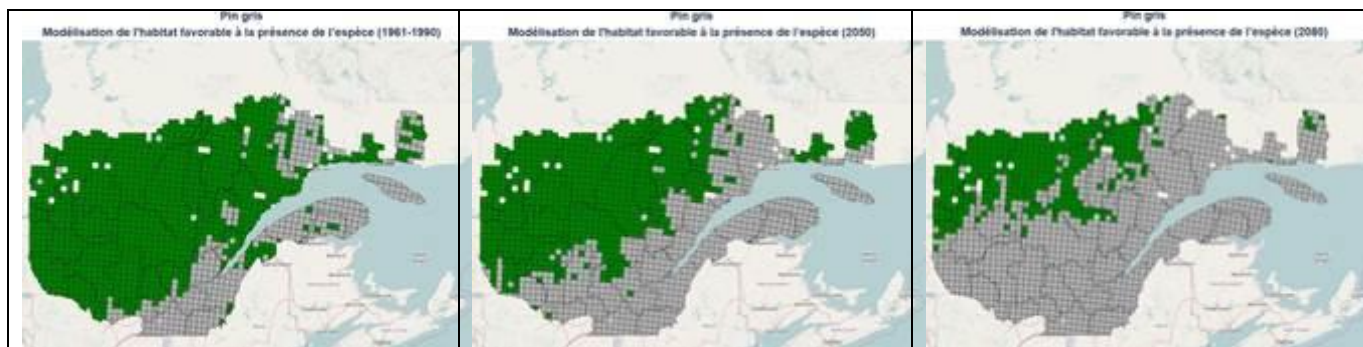 Pin gris
Modélisation de l'habitat favorable à la présence de l'espèce (1961-1990)
Pin gris
Modélisation de l'habitat favorable à la présence de l'espèce (2050)
Pin gris
Modélisation de l'habitat favorable à la présence de l'espèce (2080)